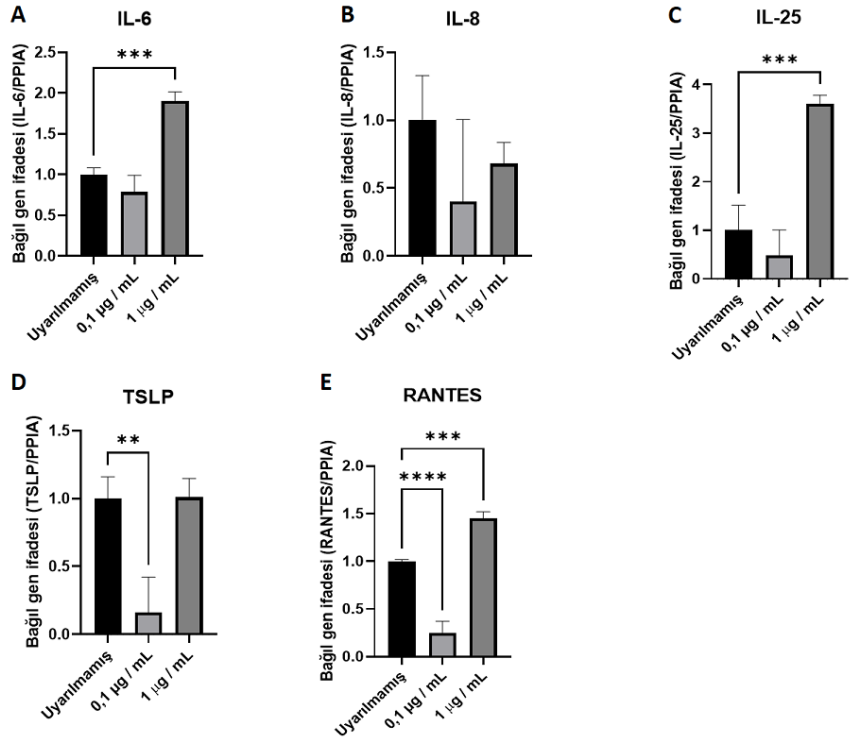 A
IL-6
Bağıl gen ifadesi (IL-6/PPIA)
2.5
2.0
1.5
1.0
0.5
0.0
***
Uyarılmamış
0,1 µg / mL
1 µg / mL
B
IL-8
Bağıl gen ifadesi (IL-8/PPIA)
1.5
1.0
0.5
0.0
Uyarılmamış
0,1 µg / mL
1 µg / mL
C
IL-25
Bağıl gen ifadesi (IL-25/PPIA)
4
3
2
1
0
***
Uyarılmamış
0,1 µg / mL
1 µg / mL
D
TSLP
Bağıl gen ifadesi (TSLP/PPIA)
1.5
1.0
0.5
0.0
**
Uyarılmamış
0,1 µg / mL
1 µg / mL
E
RANTES
Bağıl gen ifadesi (RANTES/PPIA)
2.0
1.5
1.0
0.5
0.0
***
****
Uyarılmamış
0,1 µg / mL
1 µg / mL